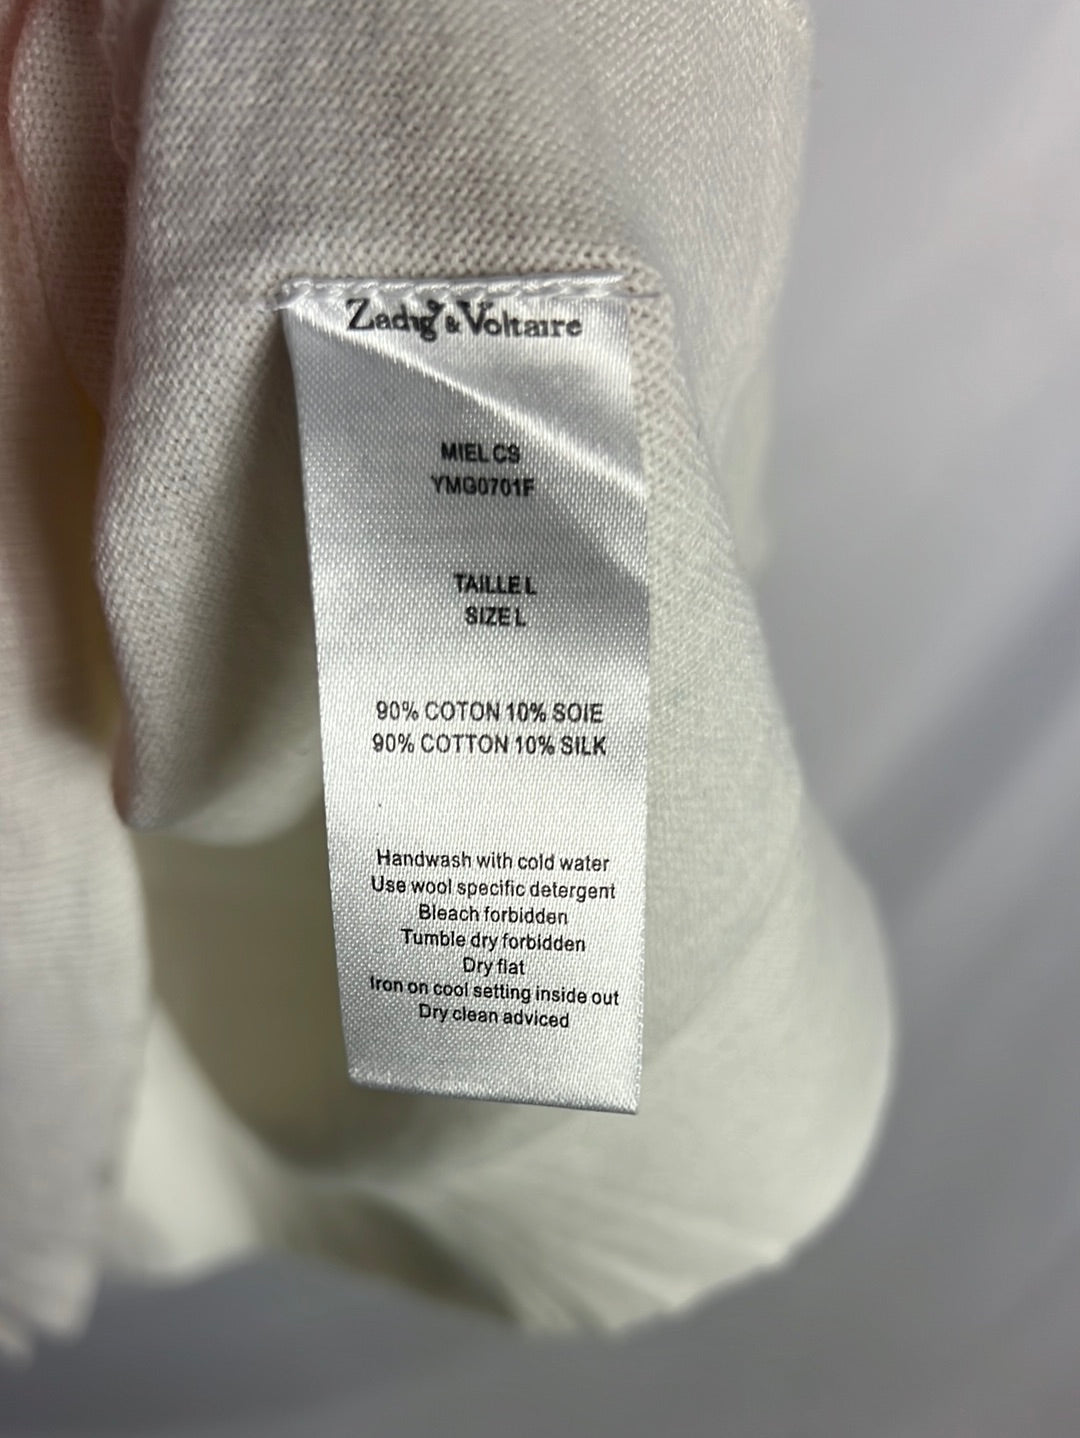 Zadig & Voltaire
MIEL CS
YMG0701F
TAILLE L
SIZE L
90% COTON 10% SOIE
90% COTTON 10% SILK
Handwash with cold water
Use wool specific detergent
Bleach forbidden
Tumble dry forbidden
Dry flat
Iron on cool setting inside out
Dry clean adviced